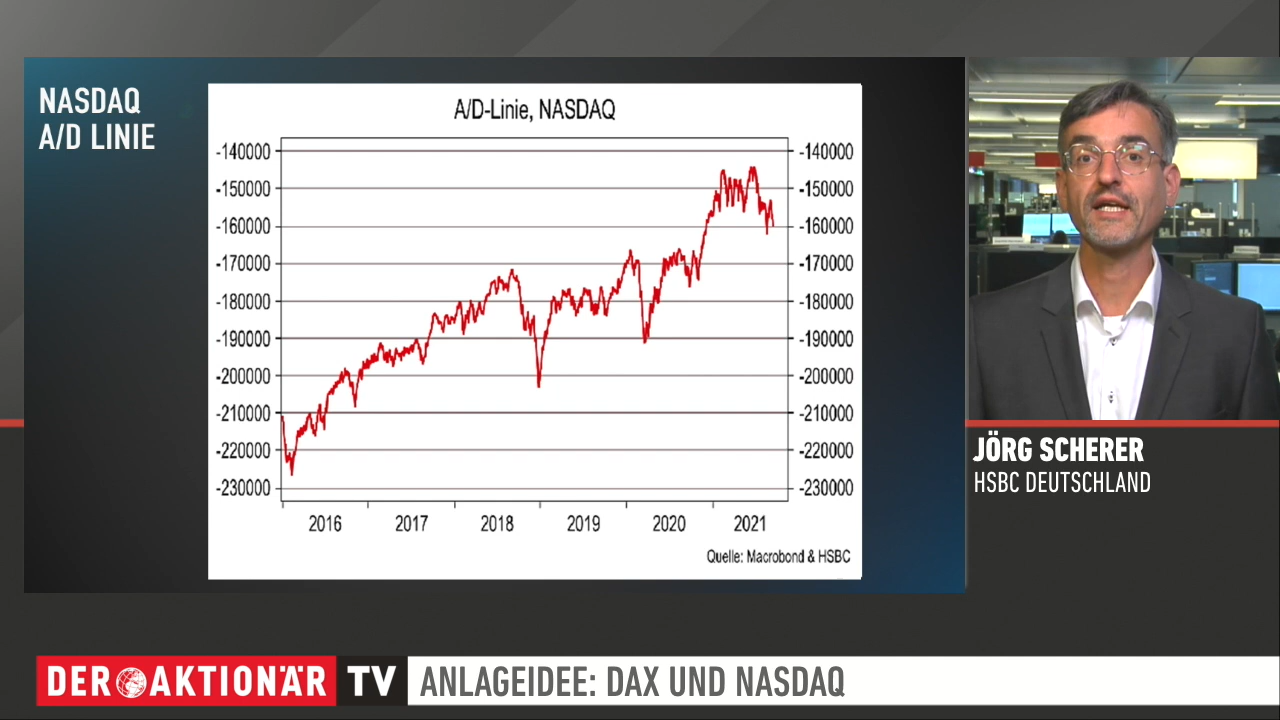 NASDAQ
A/D LINIE
A/D-Linie, NASDAQ
-140000
-150000
-160000
-170000
-180000
-190000
-200000
-210000
-220000
-230000
-140000
-150000
-160000
-170000
-180000
-190000
-200000
-210000
-220000
-230000
2016 2017 2018 2019 2020 2021
Quelle: Macrobond & HSBC
JÖRG SCHERER
HSBC DEUTSCHLAND
DER AKTIONÄR TV
ANLAGEIDEE: DAX UND NASDAQ